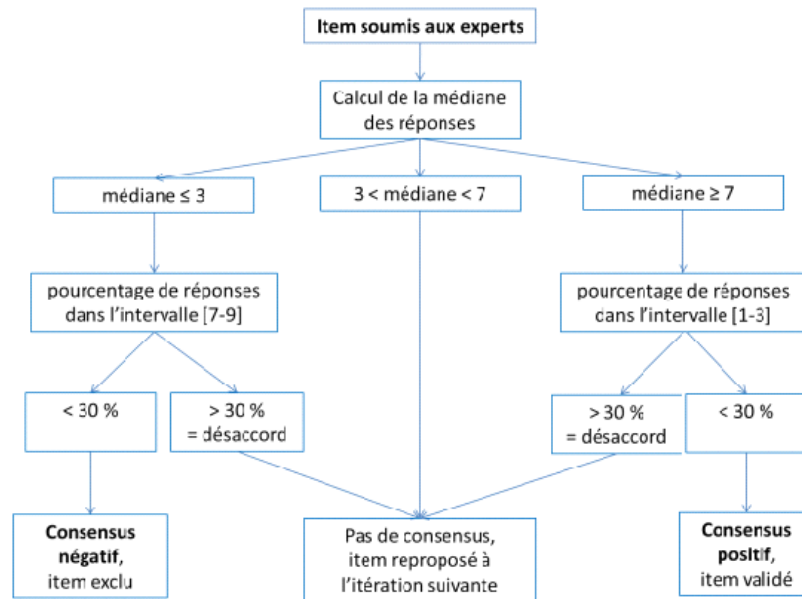 Item soumis aux experts
Calcul de la médiane
des réponses
médiane ≤ 3
3 < médiane < 7
médiane ≥ 7
pourcentage de réponses
dans l'intervalle [7-9]
pourcentage de réponses
dans l'intervalle [1-3]
< 30 %
> 30 %
= désaccord
> 30 %
= désaccord
< 30 %
Consensus
négatif,
item exclu
Pas de consensus,
item reproposé à
l'itération suivante
Consensus
positif,
item validé